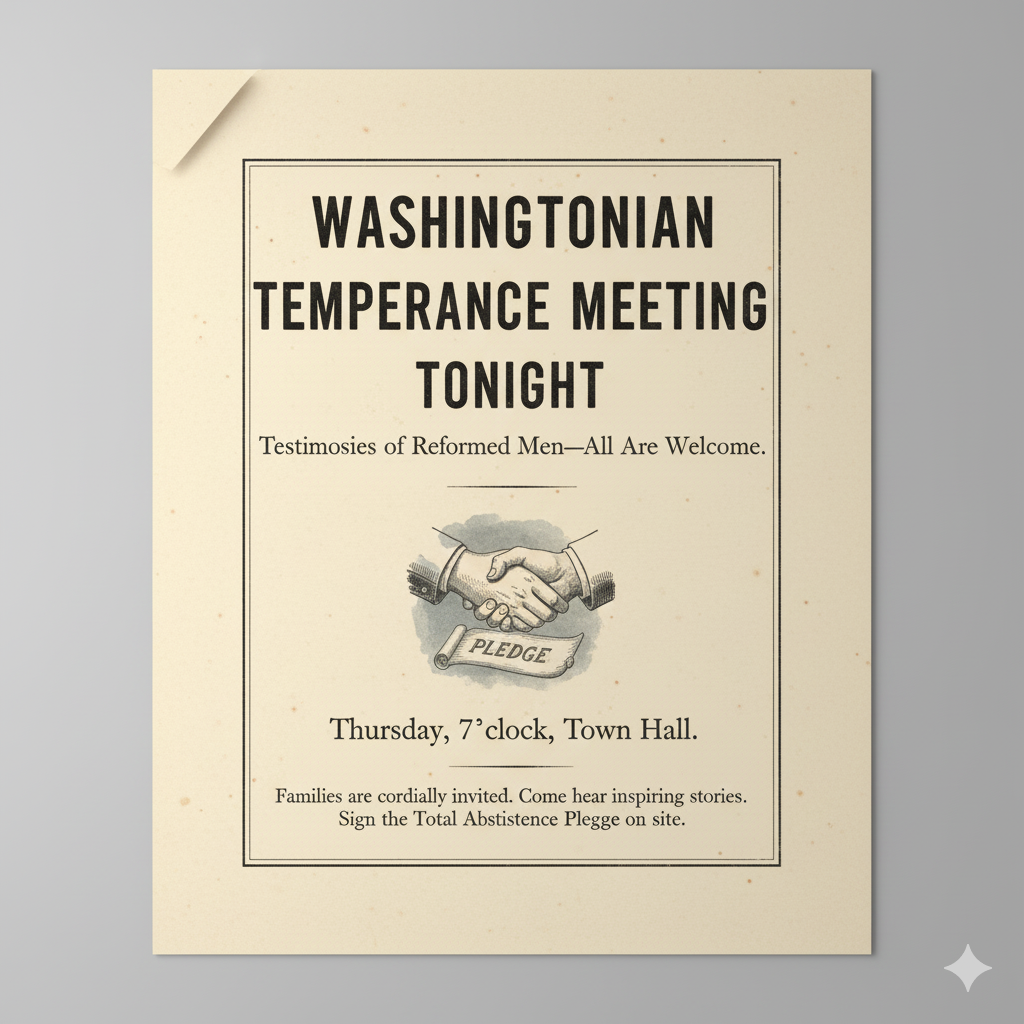 WASHINGTONIAN
TEMPERANCE MEETING
TONIGHT
Testimosies of Reformed Men—All Are Welcome.
PLEDGE
Thursday, 7’clock, Town Hall.
Families are cordially invited. Come hear inspiring stories.
Sign the Total Abstistence Plegge on site.